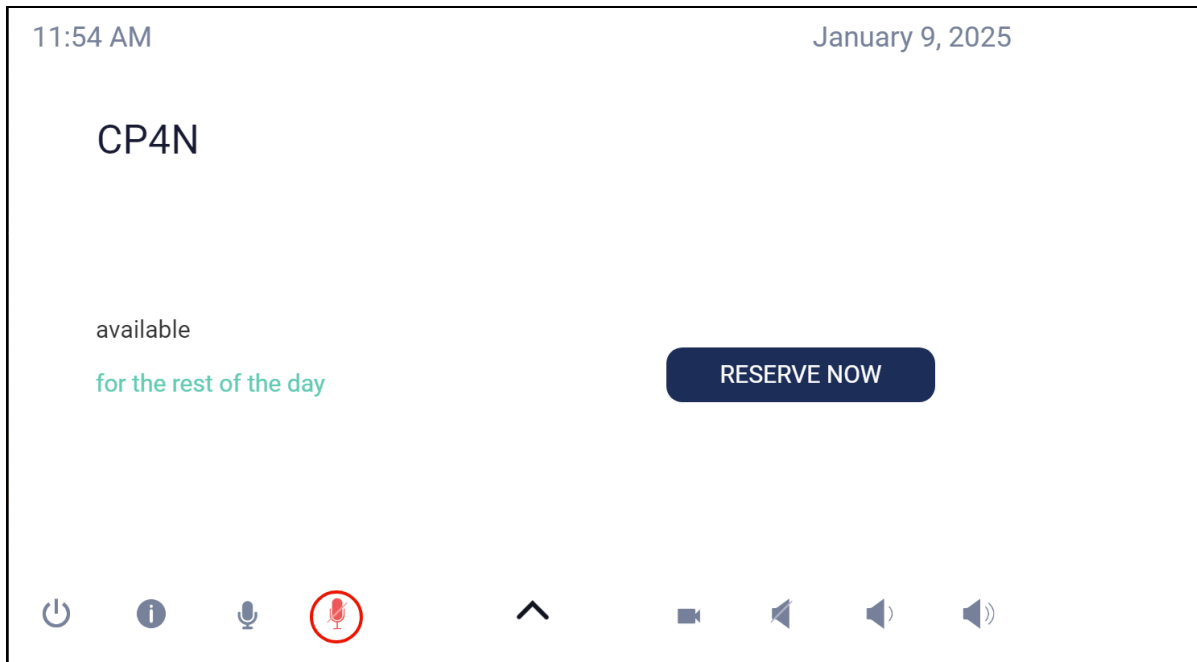 11:54 AM
January 9, 2025
CP4N
available
for the rest of the day
RESERVE NOW